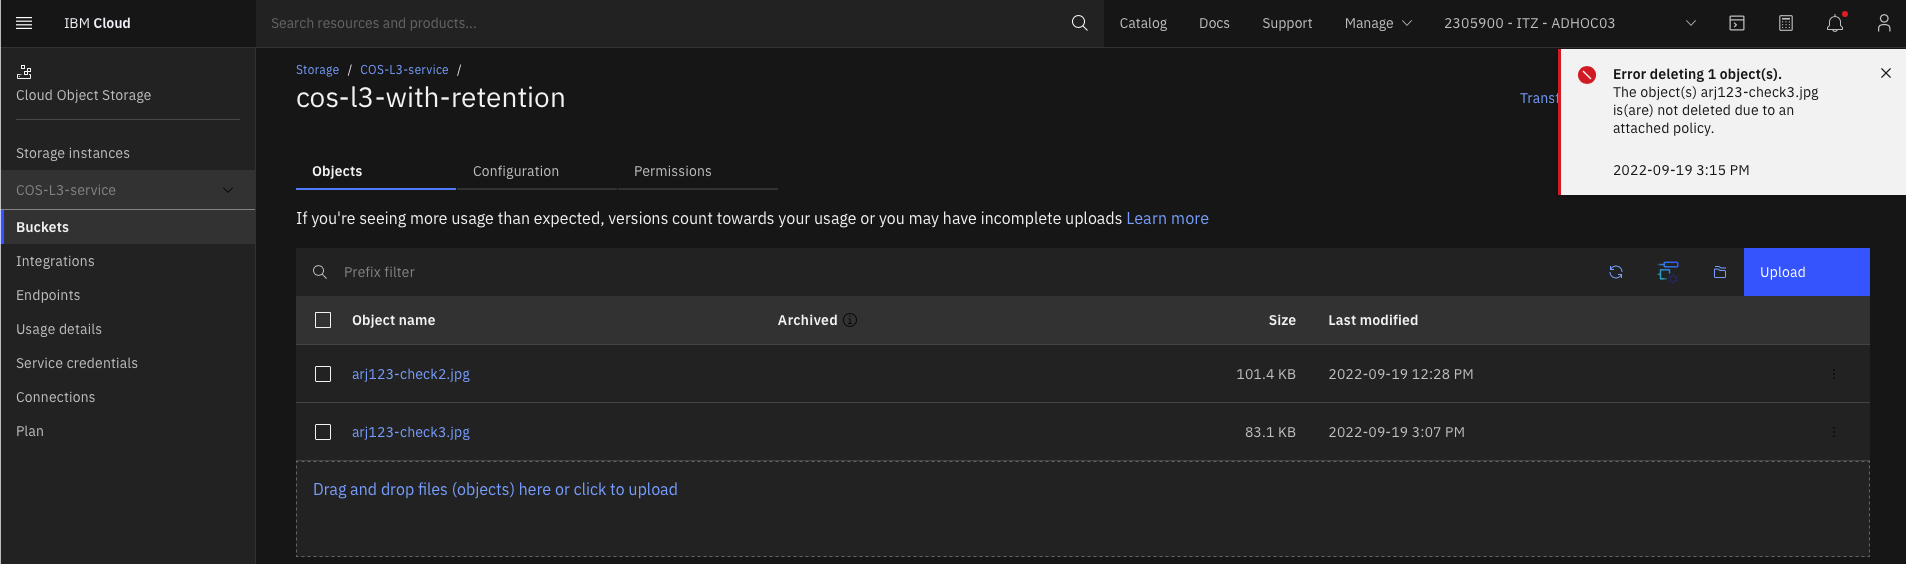 IBM Cloud
Search resources and products...
Catalog
Docs
Support
Manage
2305900 - ITZ - ADHOC03
Cloud Object Storage
Storage instances
COS-L3-service
Buckets
Integrations
Endpoints
Usage details
Service credentials
Connections
Plan
Storage / COS-L3-service /
cos-l3-with-retention
Transf
Error deleting 1 object(s).
The object(s) arj123-check3.jpg
is(are) not deleted due to an
attached policy.
2022-09-19 3:15 PM
Objects
Configuration
Permissions
If you're seeing more usage than expected, versions count towards your usage or you may have incomplete uploads Learn more
Prefix filter
Upload
Object name Archived Size Last modified
arj123-check2.jpg 101.4 KB 2022-09-19 12:28 PM
arj123-check3.jpg 83.1 KB 2022-09-19 3:07 PM
Drag and drop files (objects) here or click to upload